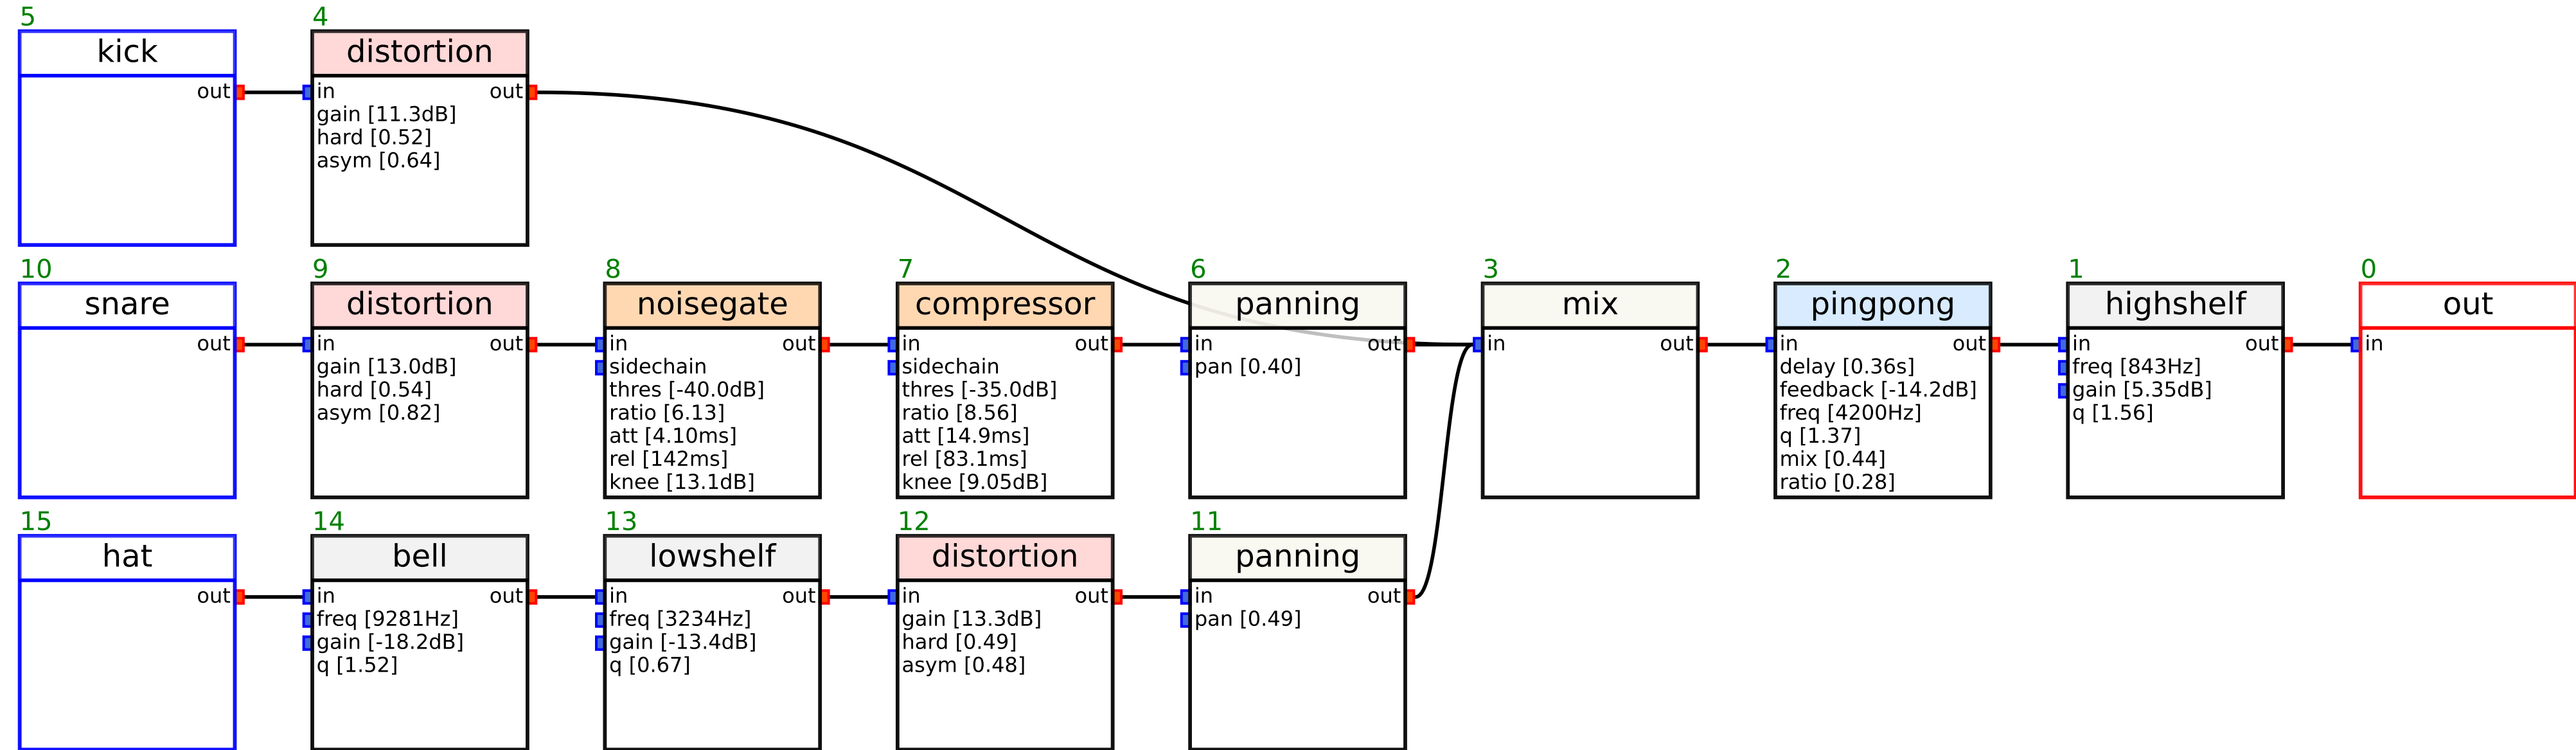 5
kick
out
4
distortion
in out
gain [11.3dB]
hard [0.52]
asym [0.64]
10
snare
out
9
distortion
in out
gain [13.0dB]
hard [0.54]
asym [0.82]
8
noisegate
in out
sidechain
thres [-40.0dB]
ratio [6.13]
att [4.10ms]
rel [142ms]
knee [13.1dB]
7
compressor
in out
sidechain
thres [-35.0dB]
ratio [8.56]
att [14.9ms]
rel [83.1ms]
knee [9.05dB]
6
panning
in out
pan [0.40]
3
mix
in out
2
pingpong
in out
delay [0.36s]
feedback [-14.2dB]
freq [4200Hz]
q [1.37]
mix [0.44]
ratio [0.28]
1
highshelf
in out
freq [843Hz]
gain [5.35dB]
q [1.56]
0
out
in
15
hat
out
14
bell
in out
freq [9281Hz]
gain [-18.2dB]
q [1.52]
13
lowshelf
in out
freq [3234Hz]
gain [-13.4dB]
q [0.67]
12
distortion
in out
gain [13.3dB]
hard [0.49]
asym [0.48]
11
panning
in out
pan [0.49]